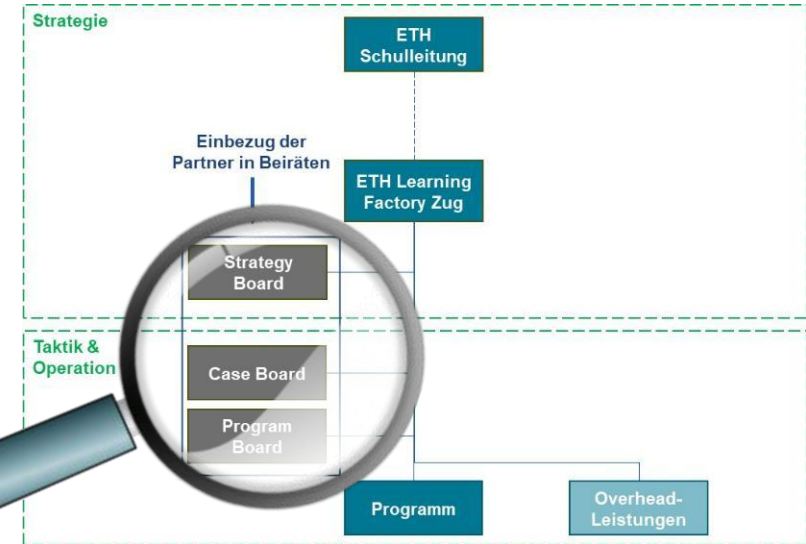 Strategie
ETH
Schulleitung
Einbezug der
Partner in Beiräten
ETH Learning
Factory Zug
Strategy
Board
Taktik &
Operation
Case Board
Program
Board
Programm
Overhead-
Leistungen